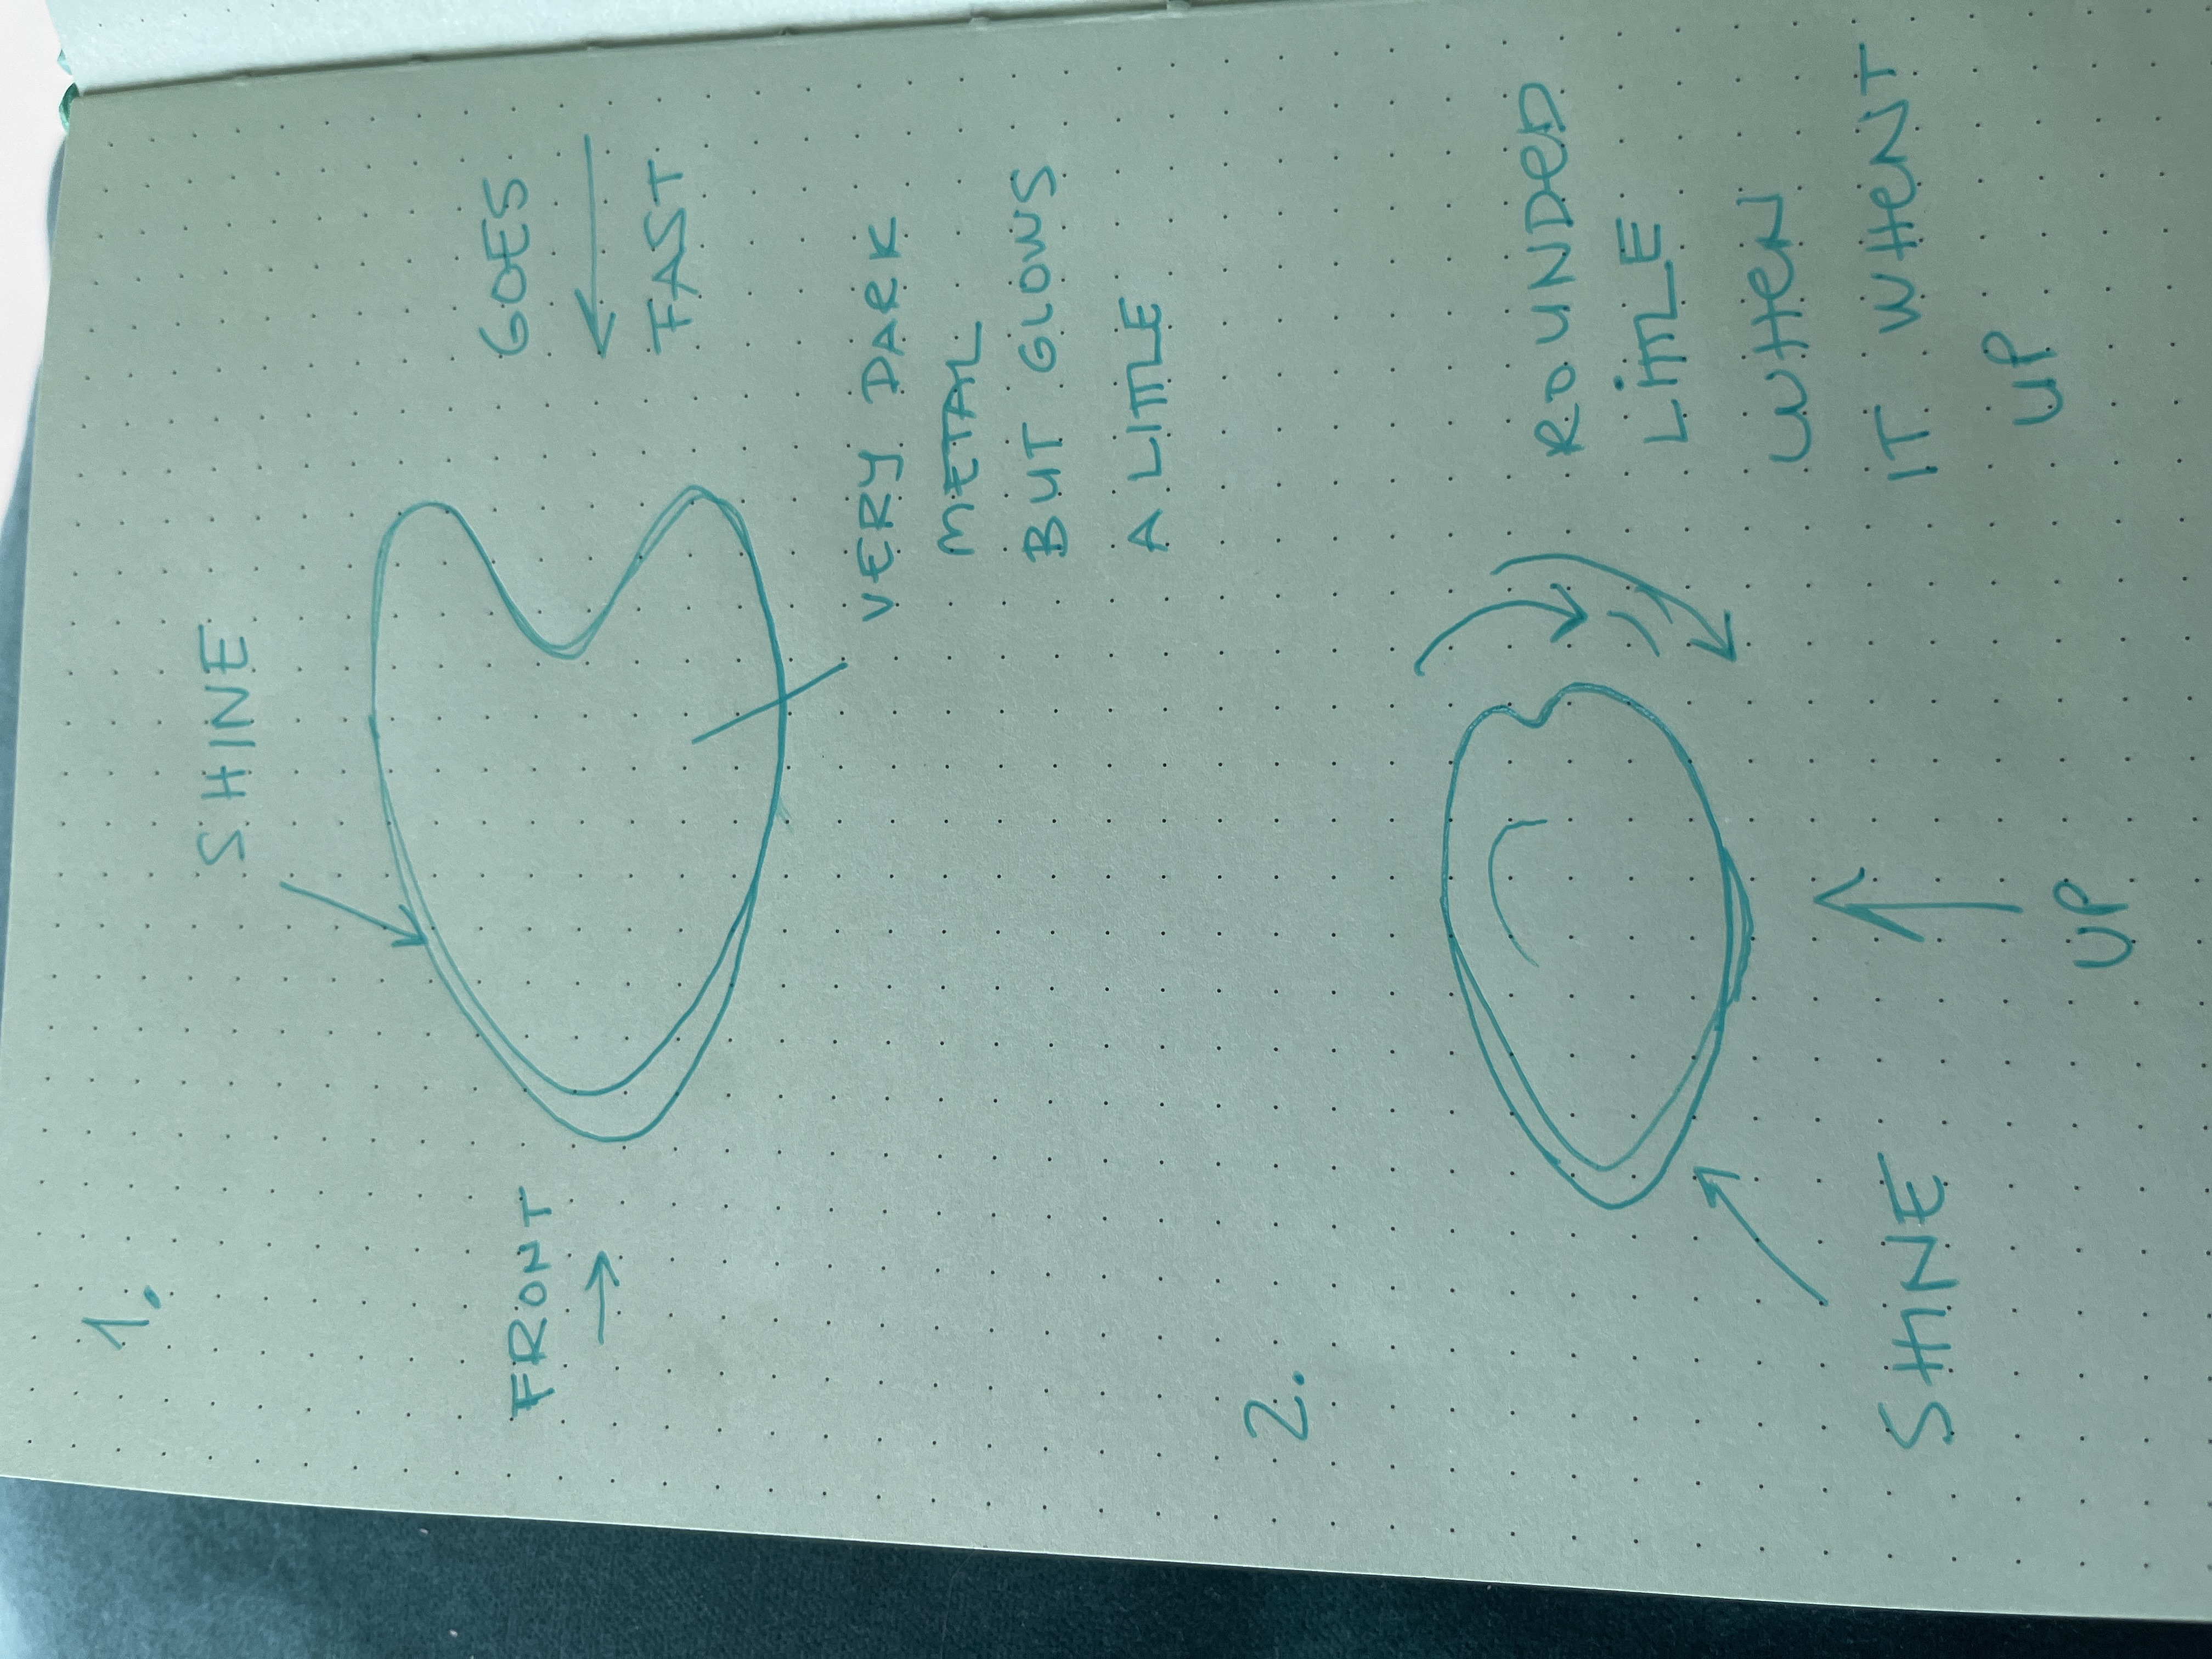 1.
SHINE
FRONT
GOES
FAST
VERY DARK
METAL
BUT GLOWS
A LITTLE
2.
ROUNDeD
LiTTLE
WHeN
IT WHeNT
UP
SHINE
UP